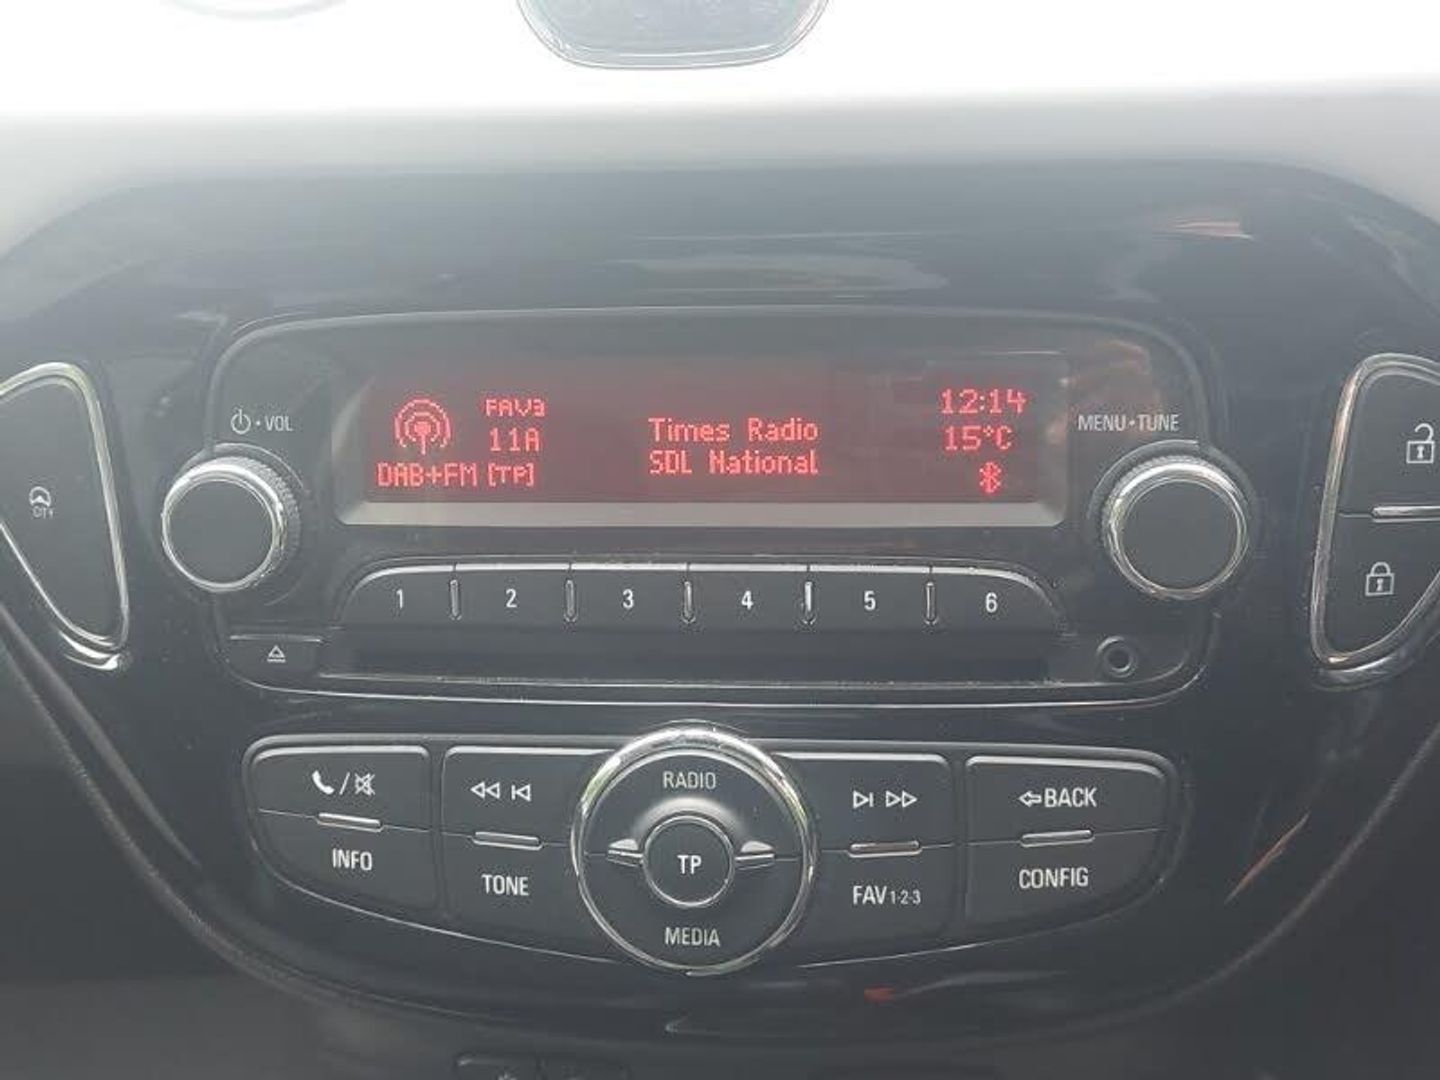 FAV3
11A
DAB+FM [TP]
Times Radio
SDL National
12:14
15°C
VOL
MENU•TUNE
CITY
1 2 3 4 5 6
RADIO
BACK
INFO
TONE
TP
FAV 1-2-3
CONFIG
MEDIA